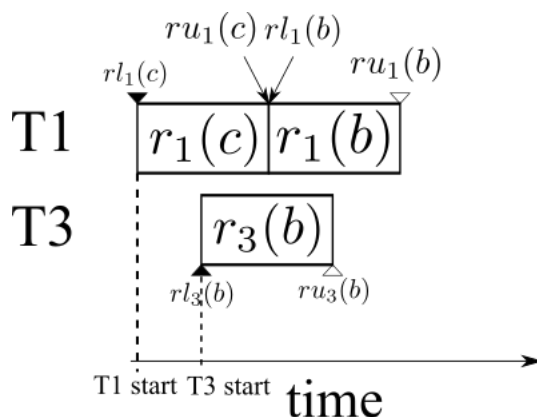 ru₁(c) rl₁(b)
rl₁(c) ru₁(b)
T1 r₁(c) r₁(b)
T3 r₃(b)
rl₃(b) ru₃(b)
T1 start T3 start time